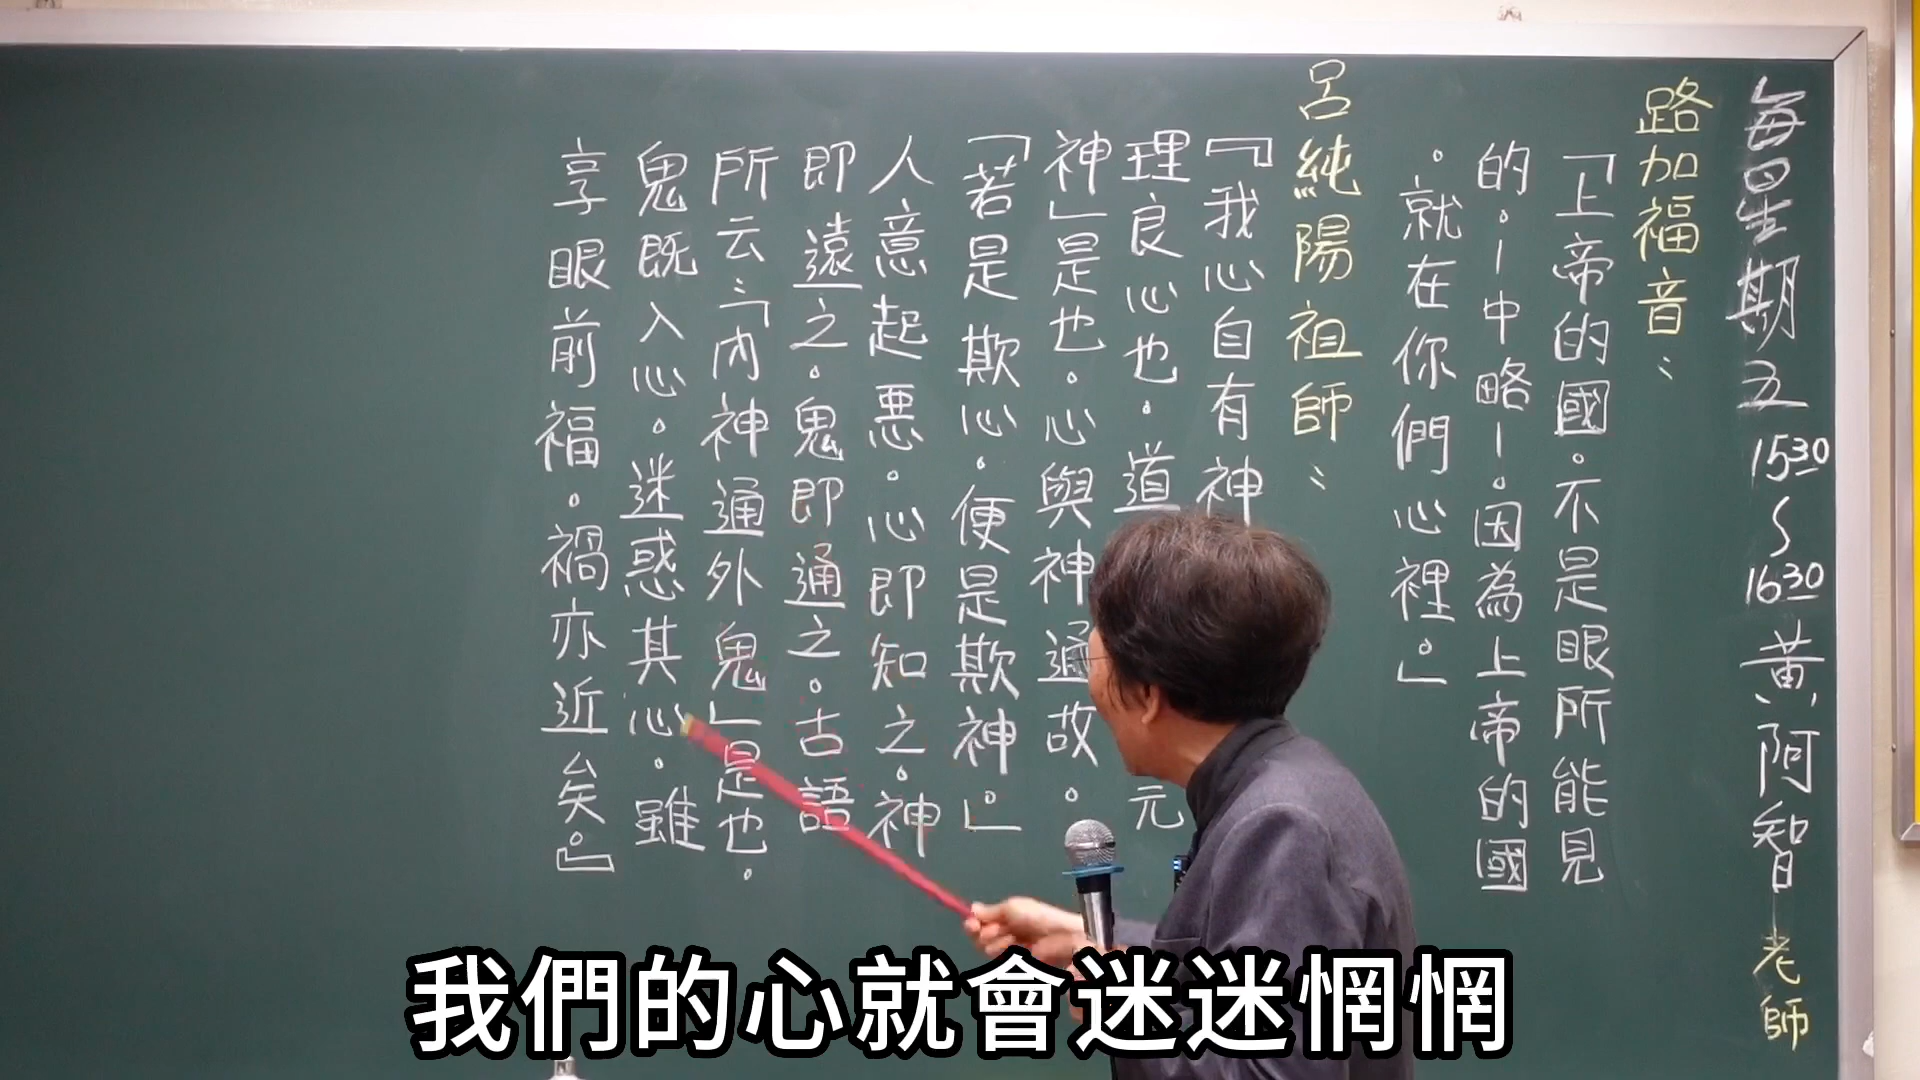 每星期五 15 30 ~ 16 30 黃阿智老師
路加福音:
「上帝的國。不是眼所能見
的。-中略-。因為上帝的國
。就在你們心裡。」
呂純陽祖師:
『我心自有神
理良心也。道 元
神」是也。心與神通故。
「若是欺心。便是欺神。」
人意起惡。心即知之。神
即遠之。鬼即通之。古語
所云:「內神通外鬼」是也。
鬼既入心。迷惑其心。雖
享眼前福。禍亦近矣。』
我們的心就會迷迷惘惘